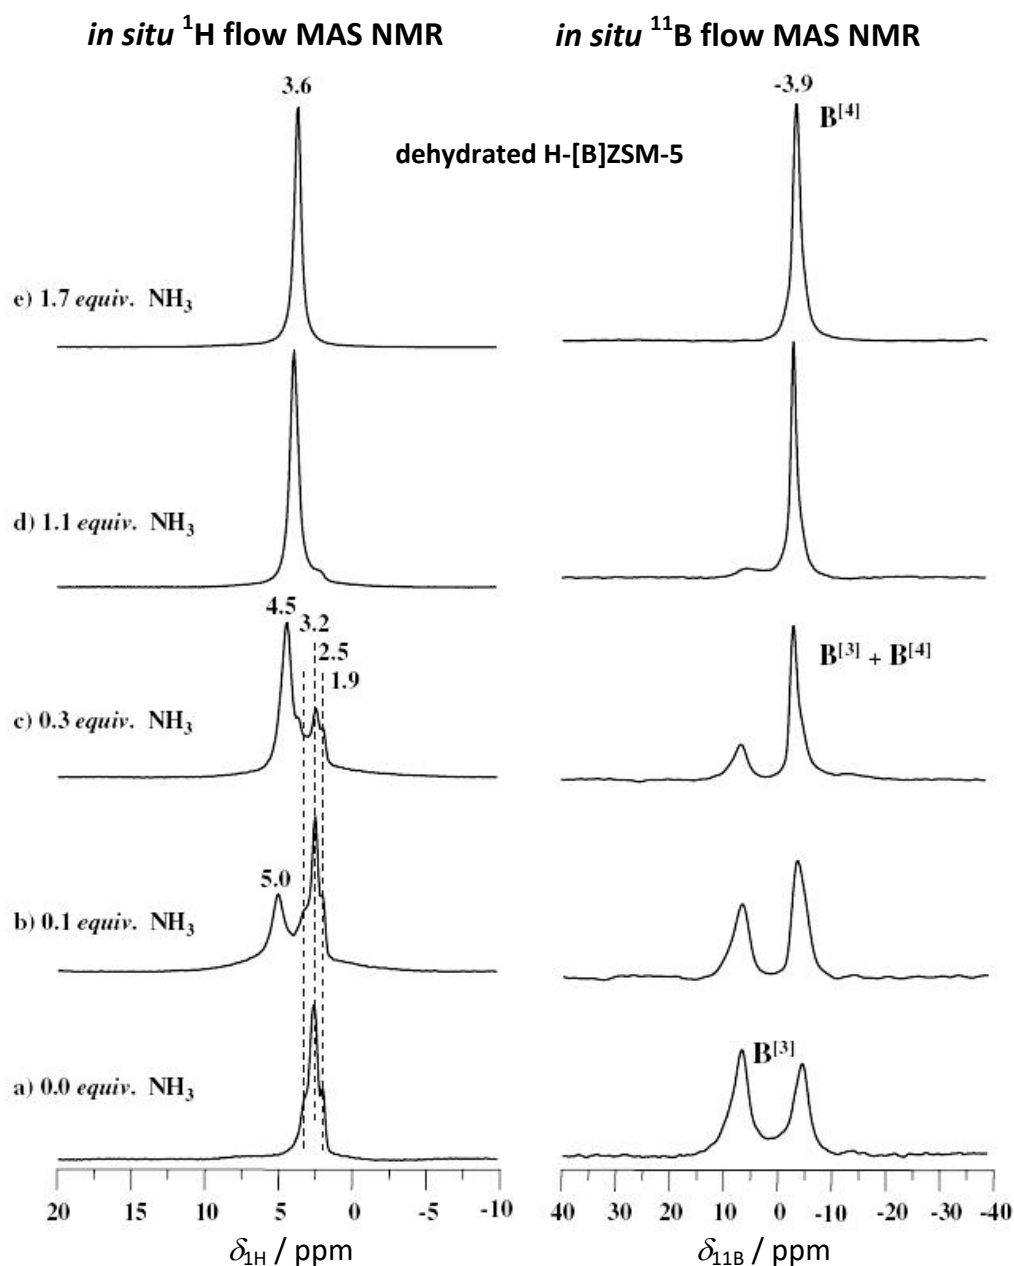 in situ ¹H flow MAS NMR
in situ ¹¹B flow MAS NMR
3.6
-3.9
B[4]
dehydrated H-[B]ZSM-5
e) 1.7 equiv. NH₃
d) 1.1 equiv. NH₃
4.5
3.2
2.5
1.9
B[3] + B[4]
c) 0.3 equiv. NH₃
5.0
b) 0.1 equiv. NH₃
B[3]
a) 0.0 equiv. NH₃
20 15 10 5 0 -5 -10
40 30 20 10 0 -10 -20 -30 -40
δ1H / ppm
δ11B / ppm